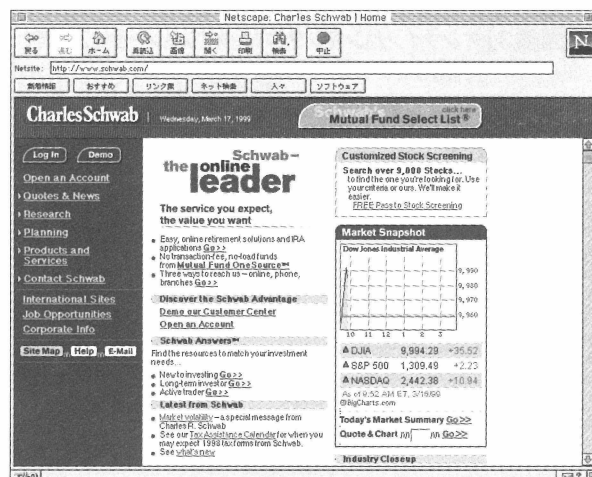 Netscape: Charles Schwab | Home
戻る 進む ホーム 再読込 画像 開く 印刷 検索 中止
N
Netsite: http://www.schwab.com/
新着情報 おすすめ リンク集 ネット検索 人々 ソフトウェア
CharlesSchwab | Wednesday, March 17, 1999
click here
Mutual Fund Select List®
Log In Demo
Open an Account
Quotes & News
Research
Planning
Products and
Services
Contact Schwab
International Sites
Job Opportunities
Corporate Info
Site Map Help E-Mail
Schwab–
the online
leader
The service you expect,
the value you want
Easy, online retirement solutions and IRA
applications Go>>
No transaction-fee, no-load funds
from Mutual Fund OneSource™
Three ways to reach us – online, phone,
branches Go>>
Discover the Schwab Advantage
Demo our Customer Center
Open an Account
Schwab Answers™
Find the resources to match your investment
needs...
New to investing Go>>
Long-term investor Go>>
Active trader Go>>
Latest from Schwab
Market volatility – a special message from
Charles R. Schwab
See our Tax Assistance Calendar for when you
may expect 1998 tax forms from Schwab.
See what's new
Customized Stock Screening
Search over 9,000 Stocks...
to find the one you're looking for. Use
your criteria or ours. We'll make it
easier.
FREE Pass to Stock Screening
Market Snapshot
Dow Jones Industrial Average
9,990
9,980
9,970
9,960
10 11 12 1 2 3
DJIA 9,994.29 +35.52
S&P 500 1,309.49 +2.23
NASDAQ 2,442.38 +10.94
©BigCharts.com
Today's Market Summary Go>>
Quote & Chart Go>>
Industry Closeup